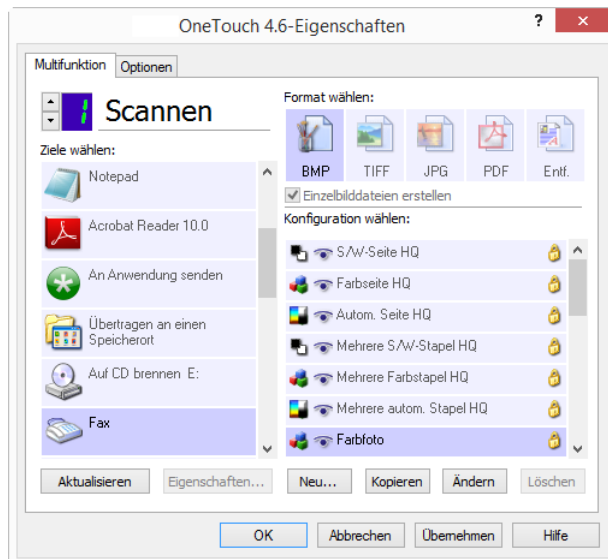 OneTouch 4.6-Eigenschaften
?
Multifunktion
Optionen
1
Scannen
Ziele wählen:
Notepad
Acrobat Reader 10.0
An Anwendung senden
Übertragen an einen
Speicherort
Auf CD brennen E:
Fax
Aktualisieren
Eigenschaften...
Format wählen:
BMP
TIFF
JPG
PDF
Entf.
Einzelbilddateien erstellen
Konfiguration wählen:
S/W-Seite HQ
Farbseite HQ
Autom. Seite HQ
Mehrere S/W-Stapel HQ
Mehrere Farbstapel HQ
Mehrere autom. Stapel HQ
Farbfoto
Neu...
Kopieren
Ändern
Löschen
OK
Abbrechen
Übernehmen
Hilfe